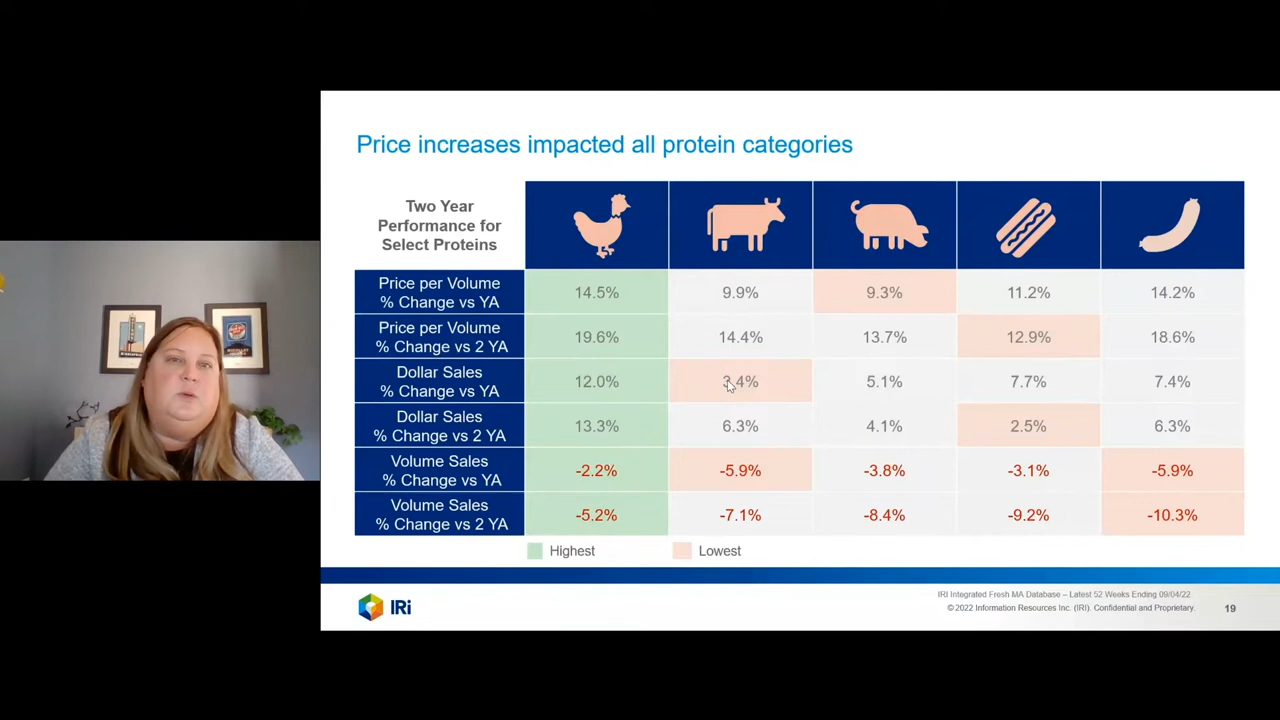 Price increases impacted all protein categories
Two Year
Performance for
Select Proteins
Price per Volume
% Change vs YA
14.5% 9.9% 9.3% 11.2% 14.2%
Price per Volume
% Change vs 2 YA
19.6% 14.4% 13.7% 12.9% 18.6%
Dollar Sales
% Change vs YA
12.0% 3.4% 5.1% 7.7% 7.4%
Dollar Sales
% Change vs 2 YA
13.3% 6.3% 4.1% 2.5% 6.3%
Volume Sales
% Change vs YA
-2.2% -5.9% -3.8% -3.1% -5.9%
Volume Sales
% Change vs 2 YA
-5.2% -7.1% -8.4% -9.2% -10.3%
Highest Lowest
IRi
IRI Integrated Fresh MA Database – Latest 52 Weeks Ending 09/04/22
© 2022 Information Resources Inc. (IRI). Confidential and Proprietary.
19